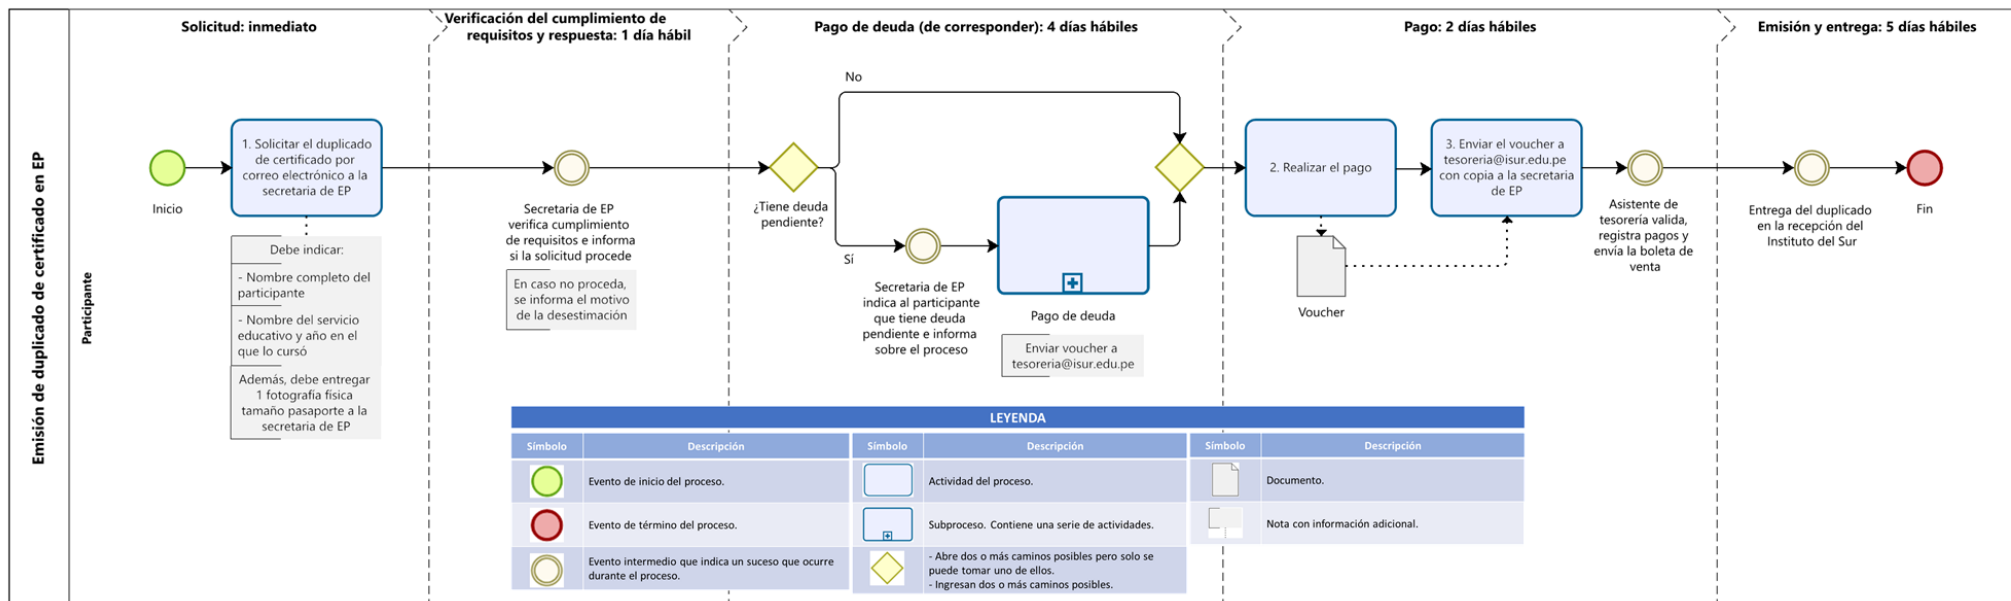 Emisión de duplicado de certificado en EP
Participante
Solicitud: inmediato
Verificación del cumplimiento de
requisitos y respuesta: 1 día hábil
Pago de deuda (de corresponder): 4 días hábiles
Pago: 2 días hábiles
Emisión y entrega: 5 días hábiles
Inicio
1. Solicitar el duplicado
de certificado por
correo electrónico a la
secretaria de EP
Debe indicar:
- Nombre completo del
participante
- Nombre del servicio
educativo y año en el
que lo cursó
Además, debe entregar
1 fotografía física
tamaño pasaporte a la
secretaria de EP
Secretaria de EP
verifica cumplimiento
de requisitos e informa
si la solicitud procede
En caso no proceda,
se informa el motivo
de la desestimación
¿Tiene deuda
pendiente?
No
Sí
Secretaria de EP
indica al participante
que tiene deuda
pendiente e informa
sobre el proceso
Pago de deuda
Enviar voucher a
tesoreria@isur.edu.pe
2. Realizar el pago
Voucher
3. Enviar el voucher a
tesoreria@isur.edu.pe
con copia a la secretaria
de EP
Asistente de
tesorería valida,
registra pagos y
envía la boleta de
venta
Entrega del duplicado
en la recepción del
Instituto del Sur
Fin
LEYENDA
Símbolo Descripción Símbolo Descripción Símbolo Descripción
Evento de inicio del proceso.
Actividad del proceso.
Documento.
Evento de término del proceso.
Subproceso. Contiene una serie de actividades.
Nota con información adicional.
Evento intermedio que indica un suceso que ocurre
durante el proceso.
- Abre dos o más caminos posibles pero solo se
puede tomar uno de ellos.
- Ingresan dos o más caminos posibles.